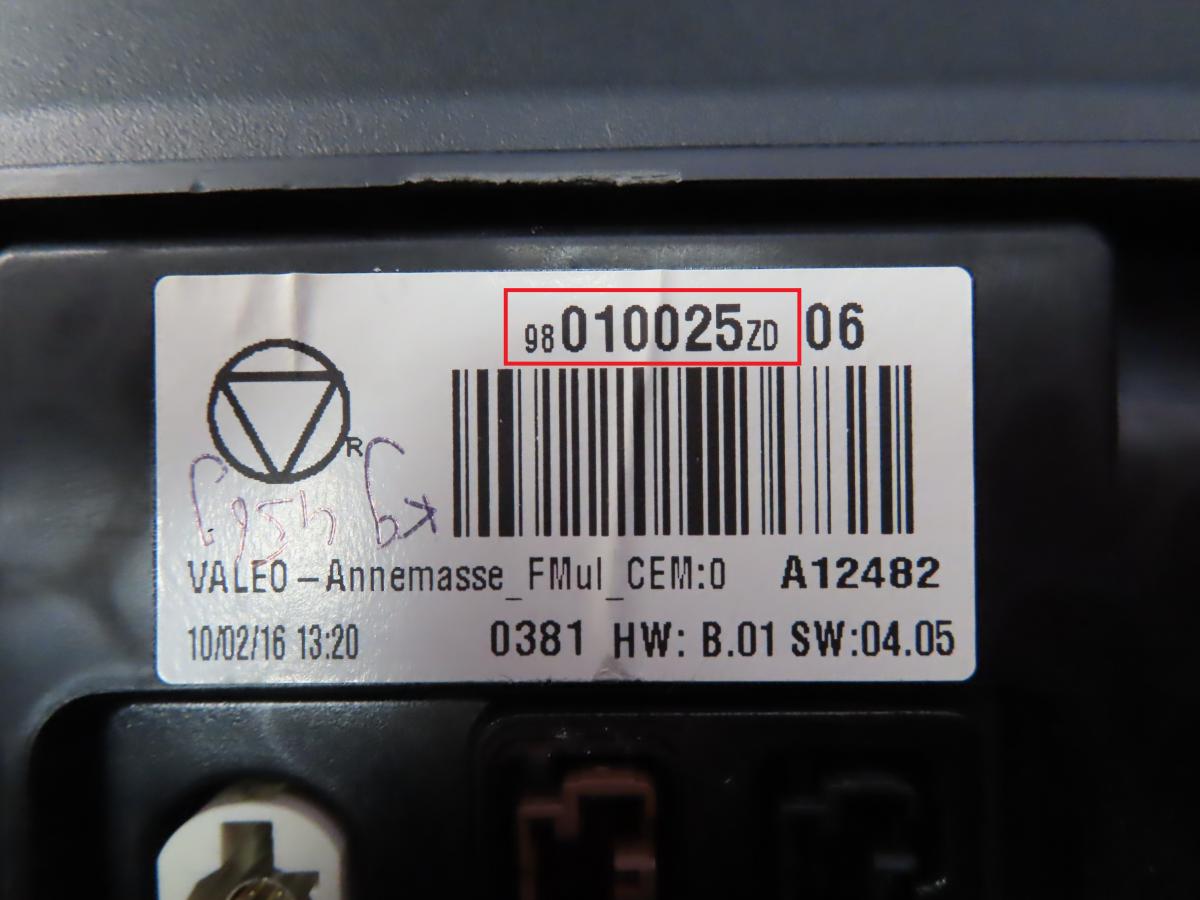 98010025ZD 06
R
VALEO-Annemasse_FMul_CEM:0 A12482
10/02/16 13:20 0381 HW: B.01 SW:04.05